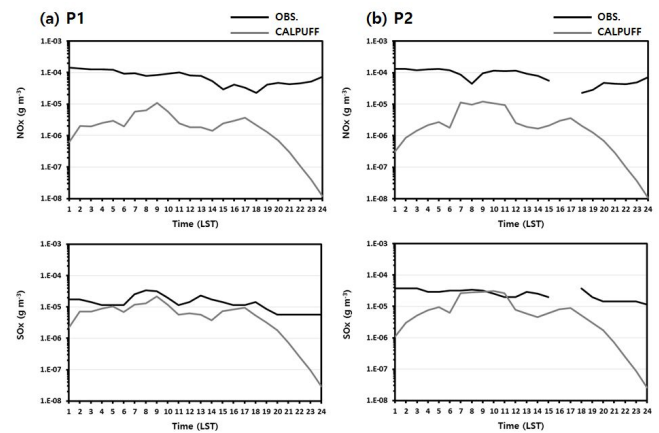 (a) P1
OBS.
CALPUFF
NOx (g m⁻³)
1.E-03
1.E-04
1.E-05
1.E-06
1.E-07
1.E-08
1 2 3 4 5 6 7 8 9 10 11 12 13 14 15 16 17 18 19 20 21 22 23 24
Time (LST)
(b) P2
OBS.
CALPUFF
NOx (g m⁻³)
1.E-03
1.E-04
1.E-05
1.E-06
1.E-07
1.E-08
1 2 3 4 5 6 7 8 9 10 11 12 13 14 15 16 17 18 19 20 21 22 23 24
Time (LST)
SOx (g m⁻³)
1.E-03
1.E-04
1.E-05
1.E-06
1.E-07
1.E-08
1 2 3 4 5 6 7 8 9 10 11 12 13 14 15 16 17 18 19 20 21 22 23 24
Time (LST)
SOx (g m⁻³)
1.E-03
1.E-04
1.E-05
1.E-06
1.E-07
1.E-08
1 2 3 4 5 6 7 8 9 10 11 12 13 14 15 16 17 18 19 20 21 22 23 24
Time (LST)